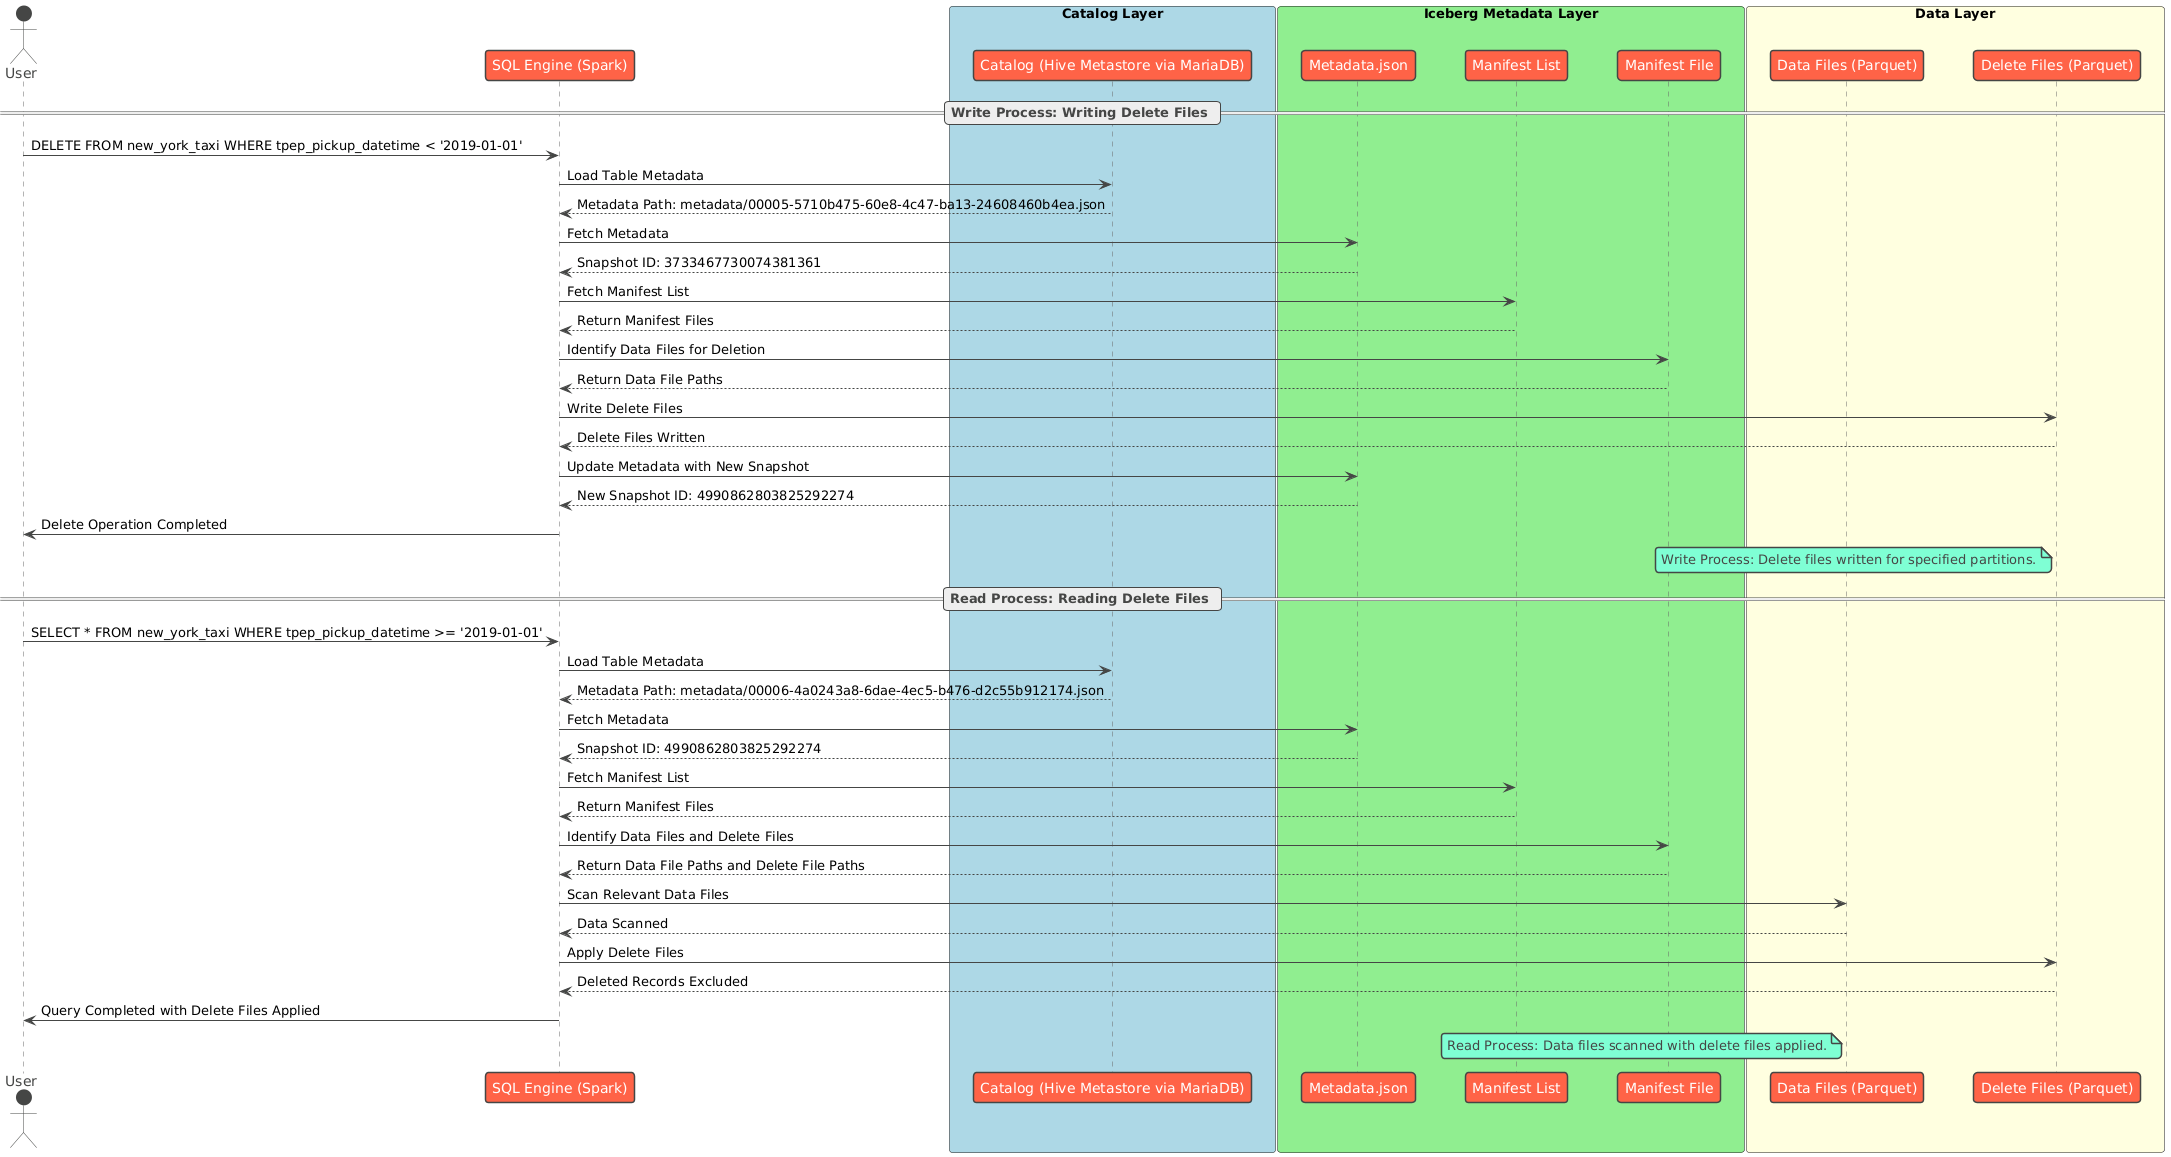 Catalog Layer
Iceberg Metadata Layer
Data Layer
User
SQL Engine (Spark)
Catalog (Hive Metastore via MariaDB)
Metadata.json
Manifest List
Manifest File
Data Files (Parquet)
Delete Files (Parquet)
Write Process: Writing Delete Files
DELETE FROM new_york_taxi WHERE tpep_pickup_datetime < '2019-01-01'
Load Table Metadata
Metadata Path: metadata/00005-5710b475-60e8-4c47-ba13-24608460b4ea.json
Fetch Metadata
Snapshot ID: 3733467730074381361
Fetch Manifest List
Return Manifest Files
Identify Data Files for Deletion
Return Data File Paths
Write Delete Files
Delete Files Written
Update Metadata with New Snapshot
New Snapshot ID: 4990862803825292274
Delete Operation Completed
Write Process: Delete files written for specified partitions.
Read Process: Reading Delete Files
SELECT * FROM new_york_taxi WHERE tpep_pickup_datetime >= '2019-01-01'
Load Table Metadata
Metadata Path: metadata/00006-4a0243a8-6dae-4ec5-b476-d2c55b912174.json
Fetch Metadata
Snapshot ID: 4990862803825292274
Fetch Manifest List
Return Manifest Files
Identify Data Files and Delete Files
Return Data File Paths and Delete File Paths
Scan Relevant Data Files
Data Scanned
Apply Delete Files
Deleted Records Excluded
Query Completed with Delete Files Applied
Read Process: Data files scanned with delete files applied.
User
SQL Engine (Spark)
Catalog (Hive Metastore via MariaDB)
Metadata.json
Manifest List
Manifest File
Data Files (Parquet)
Delete Files (Parquet)